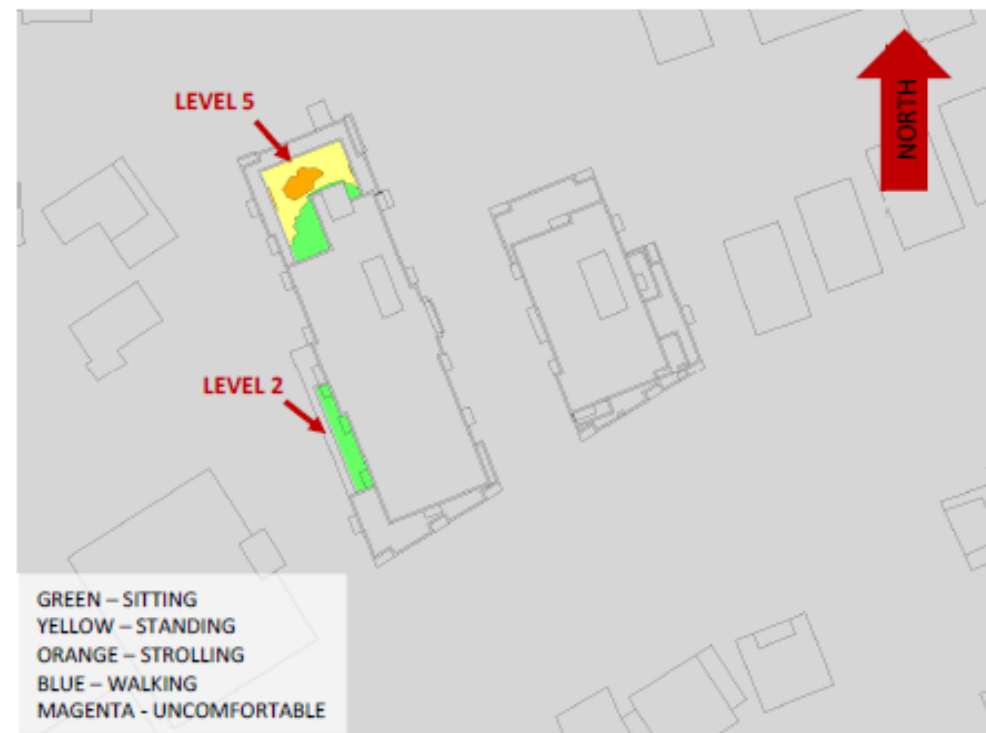 LEVEL 5
NORTH
LEVEL 2
GREEN – SITTING
YELLOW – STANDING
ORANGE – STROLLING
BLUE – WALKING
MAGENTA - UNCOMFORTABLE